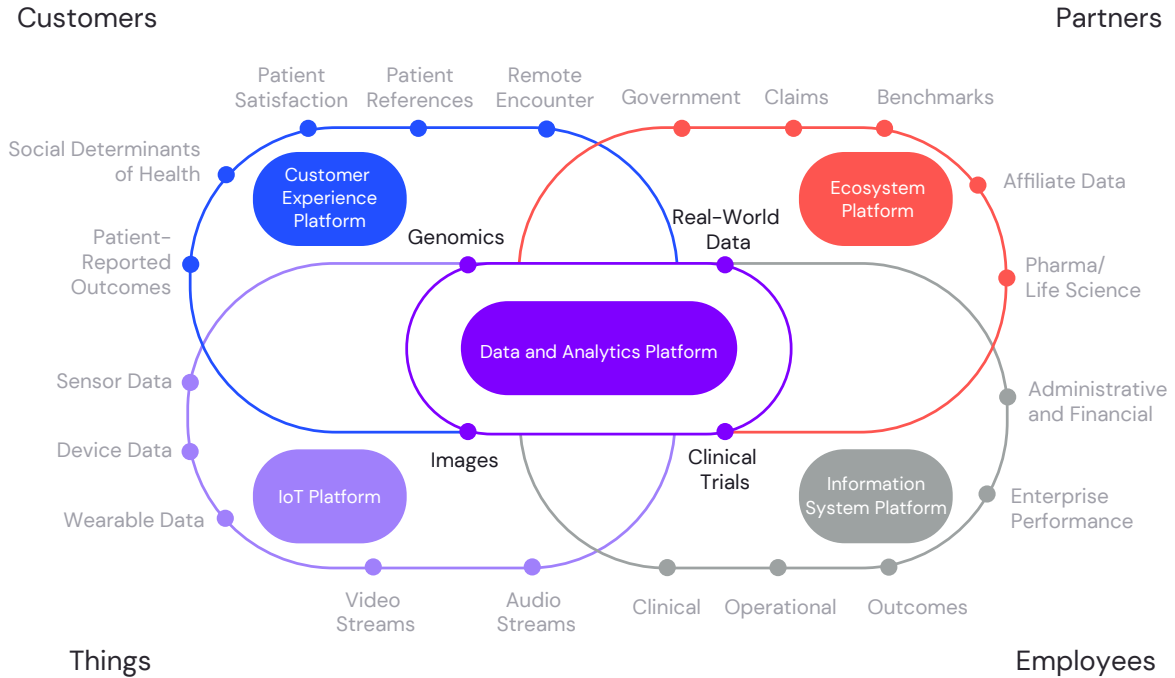 Customers
Partners
Patient
Satisfaction
Patient
References
Remote
Encounter
Government
Claims
Benchmarks
Social Determinants
of Health
Customer
Experience
Platform
Ecosystem
Platform
Affiliate Data
Patient-
Reported
Outcomes
Genomics
Real-World
Data
Pharma/
Life Science
Data and Analytics Platform
Sensor Data
Administrative
and Financial
Device Data
Images
Clinical
Trials
Wearable Data
IoT Platform
Information
System Platform
Enterprise
Performance
Video
Streams
Audio
Streams
Clinical
Operational
Outcomes
Things
Employees